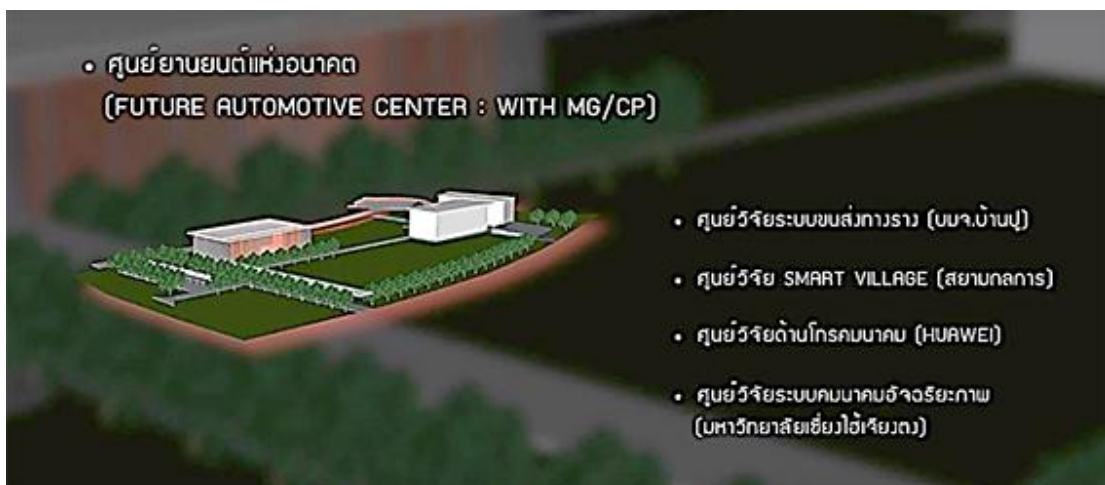 • ศูนย์ยานยนต์แห่งอนาคต
(FUTURE AUTOMOTIVE CENTER : WITH MG/CP)
• ศูนย์วิจัยระบบขนส่งทางราง (บมจ.บ้านปู)
• ศูนย์วิจัย SMART VILLAGE (สยามกลการ)
• ศูนย์วิจัยด้านโทรคมนาคม (HUAWEI)
• ศูนย์วิจัยระบบคมนาคมอัจฉริยะภาพ
(มหาวิทยาลัยเซี่ยงไฮ้เจียงตง)